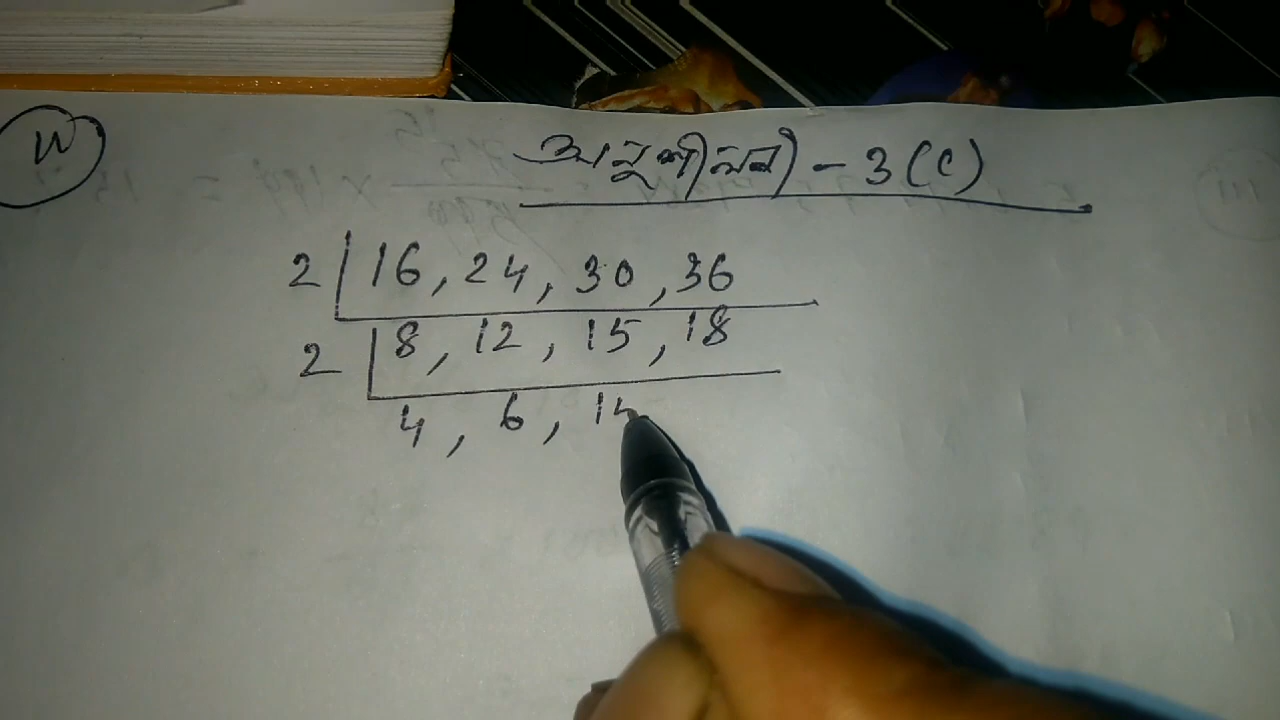 অনুশীলনী - 3 (C)
2 | 16, 24, 30, 36
2 | 8, 12, 15, 18
4, 6, 15